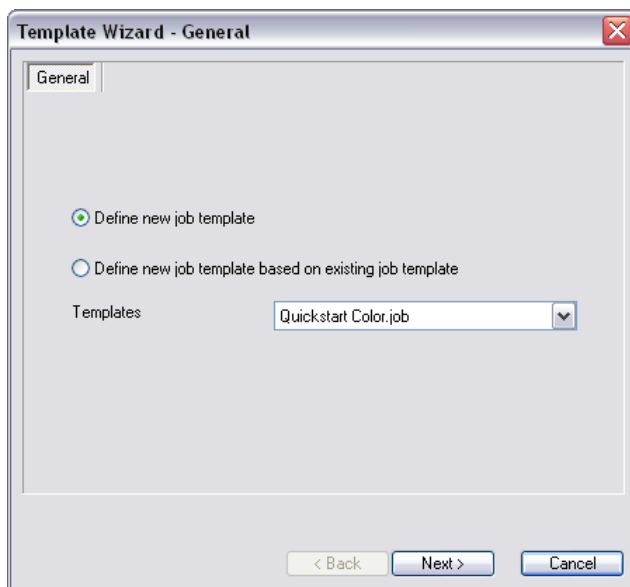 Template Wizard - General
General
Define new job template
Define new job template based on existing job template
Templates Quickstart Color.job
< Back Next > Cancel